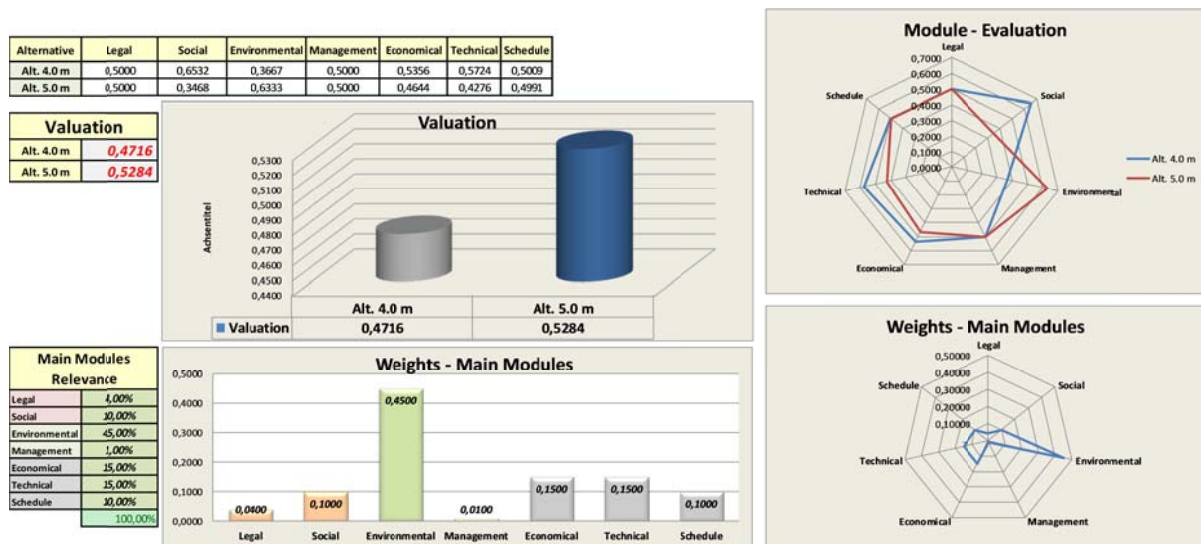 Alternative Legal Social Environmental Management Economical Technical Schedule
Alt. 4.0 m 0,5000 0,6532 0,3667 0,5000 0,5356 0,5724 0,5009
Alt. 5.0 m 0,5000 0,3468 0,6333 0,5000 0,4644 0,4276 0,4991
Valuation
Alt. 4.0 m 0,4716
Alt. 5.0 m 0,5284
Valuation
Achsentitel
0,5300
0,5200
0,5100
0,5000
0,4900
0,4800
0,4700
0,4600
0,4500
0,4400
Alt. 4.0 m Alt. 5.0 m
Valuation 0,4716 0,5284
Module - Evaluation
Legal
0,7000
0,6000
0,5000
0,4000
0,3000
0,2000
0,1000
0,0000
Social
Environmental
Management
Economical
Technical
Schedule
Alt. 4.0 m
Alt. 5.0 m
Main Modules
Relevance
Legal 4,00%
Social 10,00%
Environmental 45,00%
Management 1,00%
Economical 15,00%
Technical 15,00%
Schedule 10,00%
100,00%
Weights - Main Modules
0,5000
0,4000
0,3000
0,2000
0,1000
0,0000
0,0400 0,1000 0,4500 0,0100 0,1500 0,1500 0,1000
Legal Social Environmental Management Economical Technical Schedule
Weights - Main Modules
Legal
0,50000
0,40000
0,30000
0,20000
0,10000
Social
Environmental
Management
Economical
Technical
Schedule